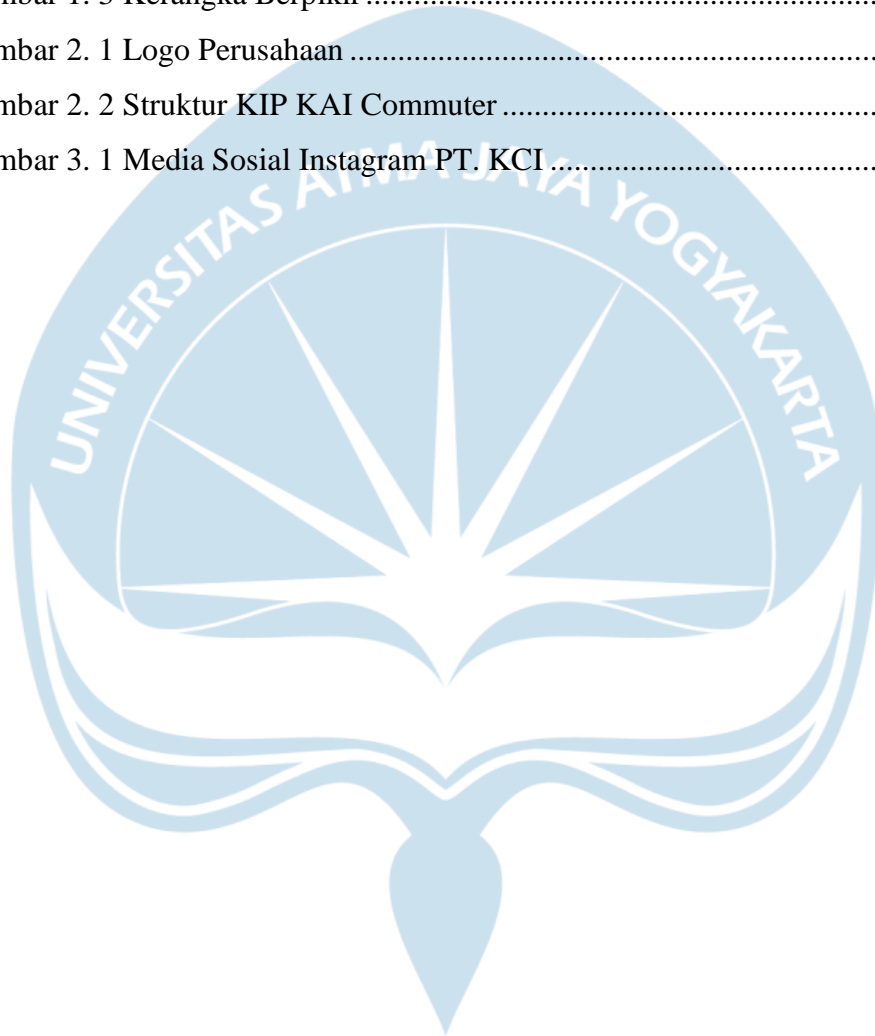 mbar 1. 3 Kerangka Berpikir ................................................................
mbar 2. 1 Logo Perusahaan ................................................................
mbar 2. 2 Struktur KIP KAI Commuter ................................................
mbar 3. 1 Media Sosial Instagram PT. KCI ..........................................
UNIVERSITAS ATMA JAYA YOGYAKARTA